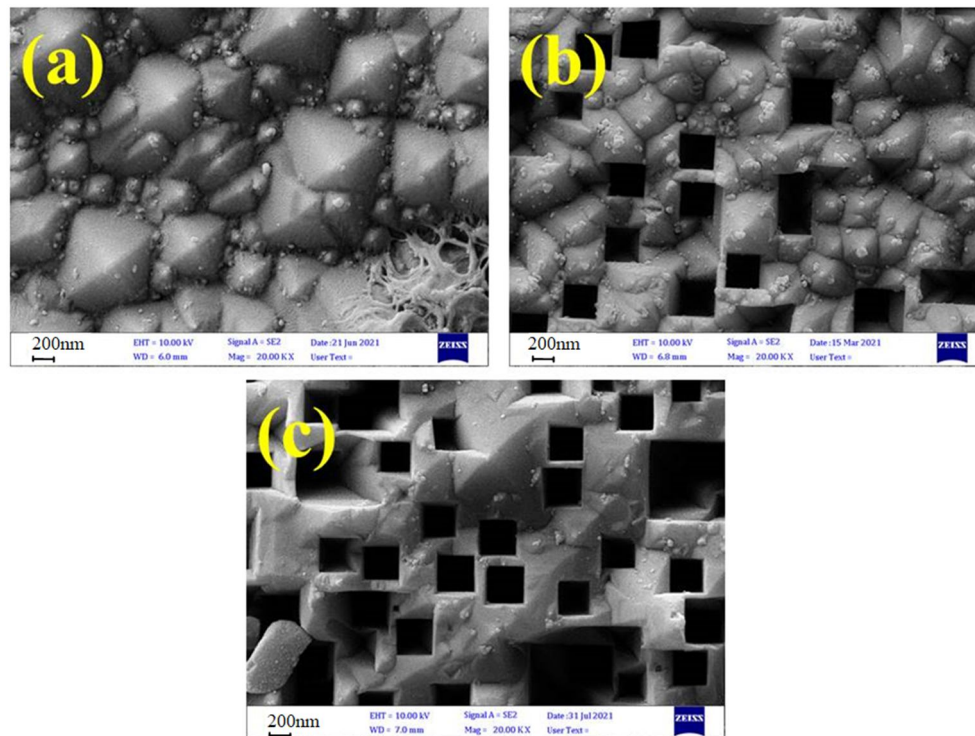 (a)
200nm
EHT = 10.00 kV Signal A = SE2 Date :21 Jun 2021
WD = 6.0 mm Mag = 20.00 K X User Text =
ZEISS
(b)
200nm
EHT = 10.00 kV Signal A = SE2 Date :15 Mar 2021
WD = 6.8 mm Mag = 20.00 K X User Text =
ZEISS
(c)
200nm
EHT = 10.00 kV Signal A = SE2 Date :31 Jul 2021
WD = 7.0 mm Mag = 20.00 K X User Text =
ZEISS